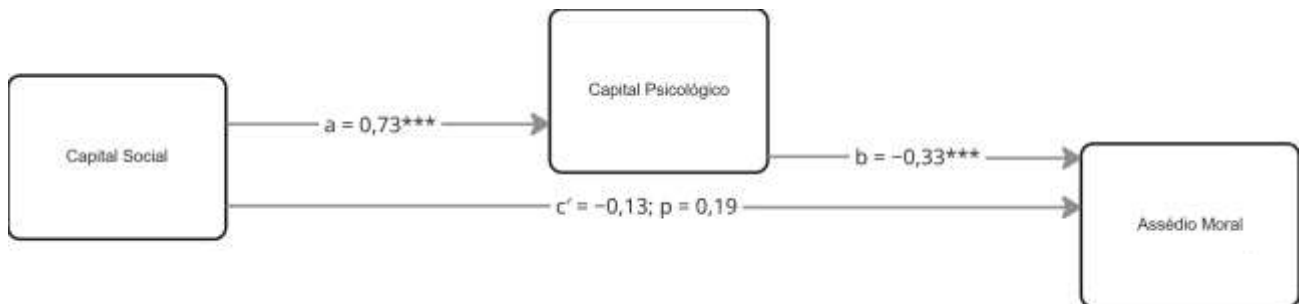 Capital Psicológico
a = 0,73***
Capital Social
b = −0,33***
c′ = −0,13; p = 0,19
Assédio Moral